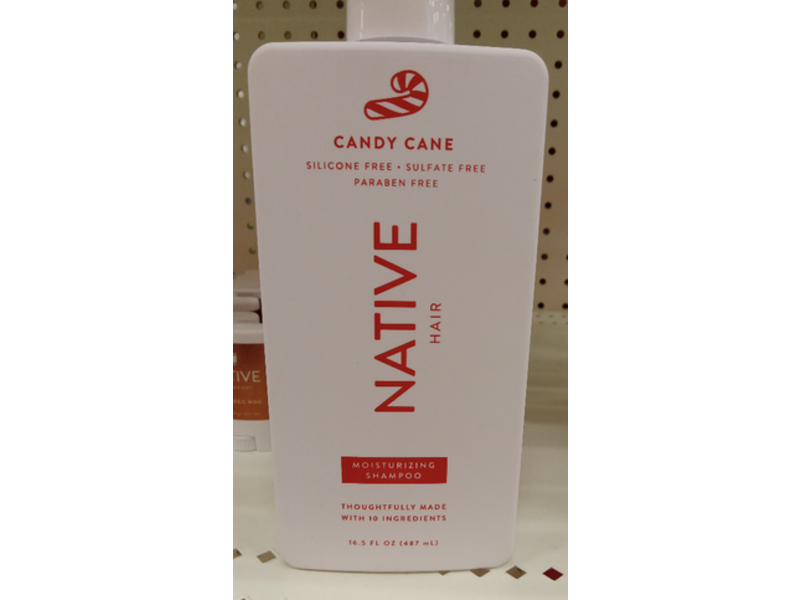 CANDY CANE
SILICONE FREE • SULFATE FREE
PARABEN FREE
NATIVE
HAIR
MOISTURIZING
SHAMPOO
THOUGHTFULLY MADE
WITH 10 INGREDIENTS
16.5 FL OZ (487 mL)
TIVE